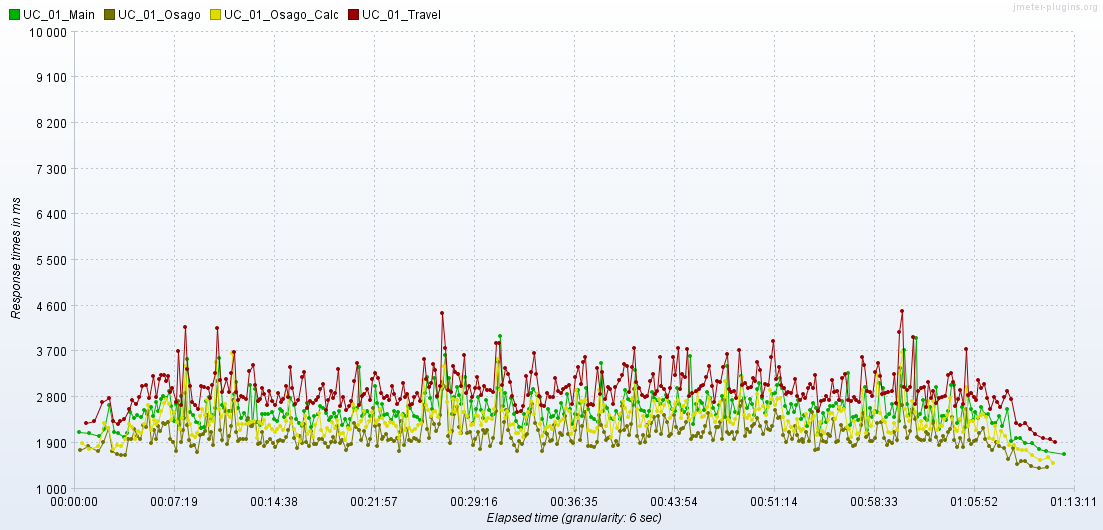 UC_01_Main UC_01_Osago UC_01_Osago_Calc UC_01_Travel
jmeter-plugins.org
10 000
9 100
8 200
7 300
6 400
5 500
4 600
3 700
2 800
1 900
1 000
Response times in ms
00:00:00 00:07:19 00:14:38 00:21:57 00:29:16 00:36:35 00:43:54 00:51:14 00:58:33 01:05:52 01:13:11
Elapsed time (granularity: 6 sec)